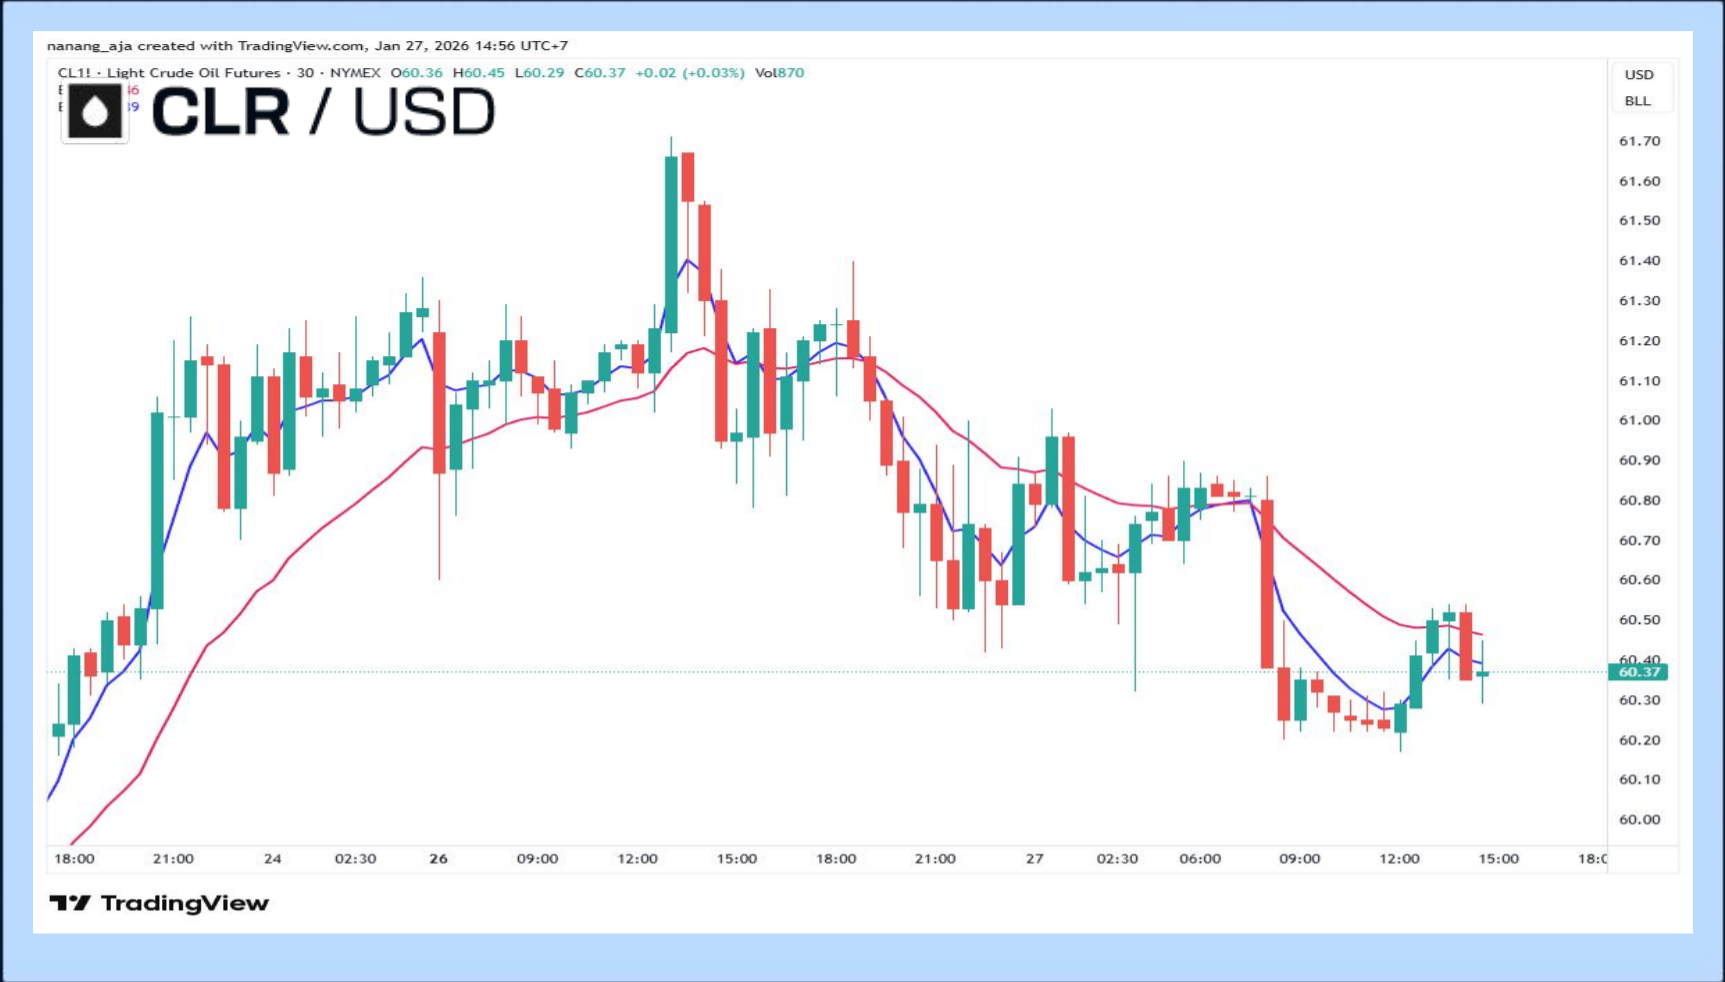 nanang_aja created with TradingView.com, Jan 27, 2026 14:56 UTC+7
CL1! · Light Crude Oil Futures · 30 · NYMEX O60.36 H60.45 L60.29 C60.37 +0.02 (+0.03%) Vol870
CLR / USD
USD
BLL
61.70
61.60
61.50
61.40
61.30
61.20
61.10
61.00
60.90
60.80
60.70
60.60
60.50
60.40
60.37
60.30
60.20
60.10
60.00
18:00 21:00 24 02:30 26 09:00 12:00 15:00 18:00 21:00 27 02:30 06:00 09:00 12:00 15:00
TradingView